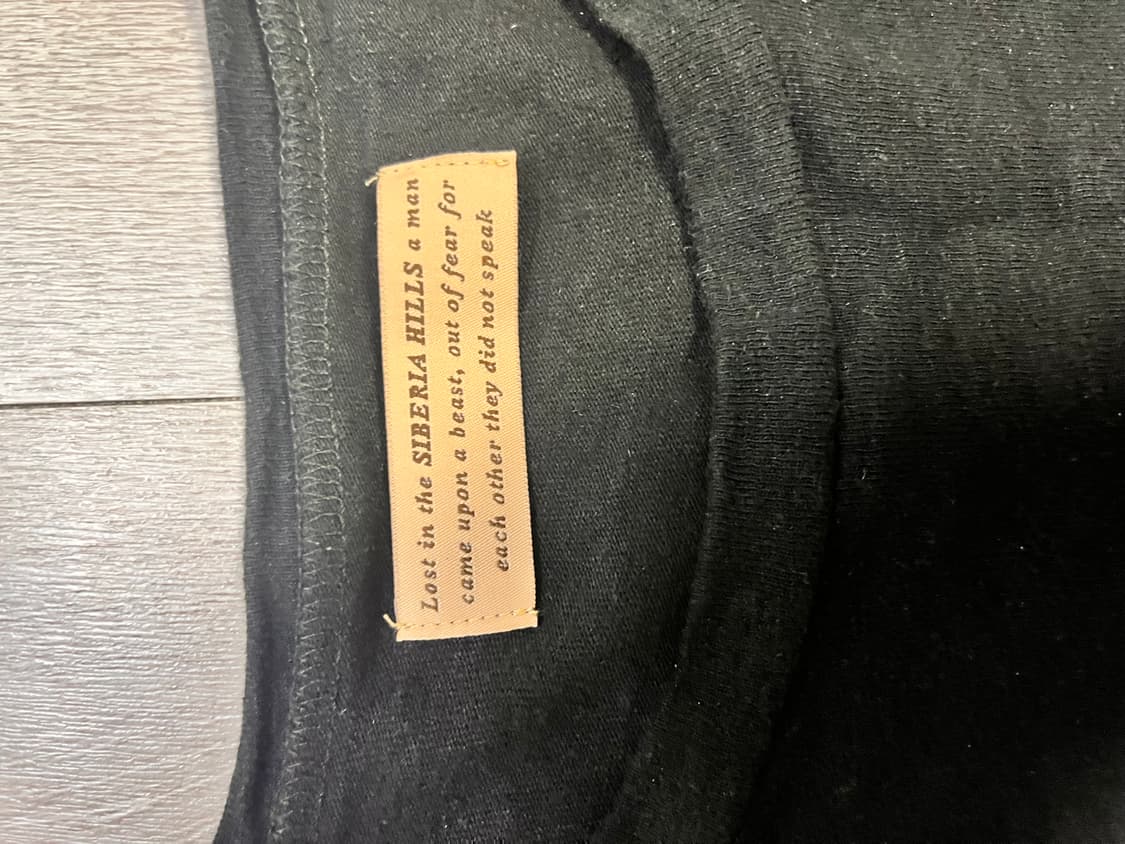 Lost in the SIBERIA HILLS a man
came upon a beast, out of fear for
each other they did not speak